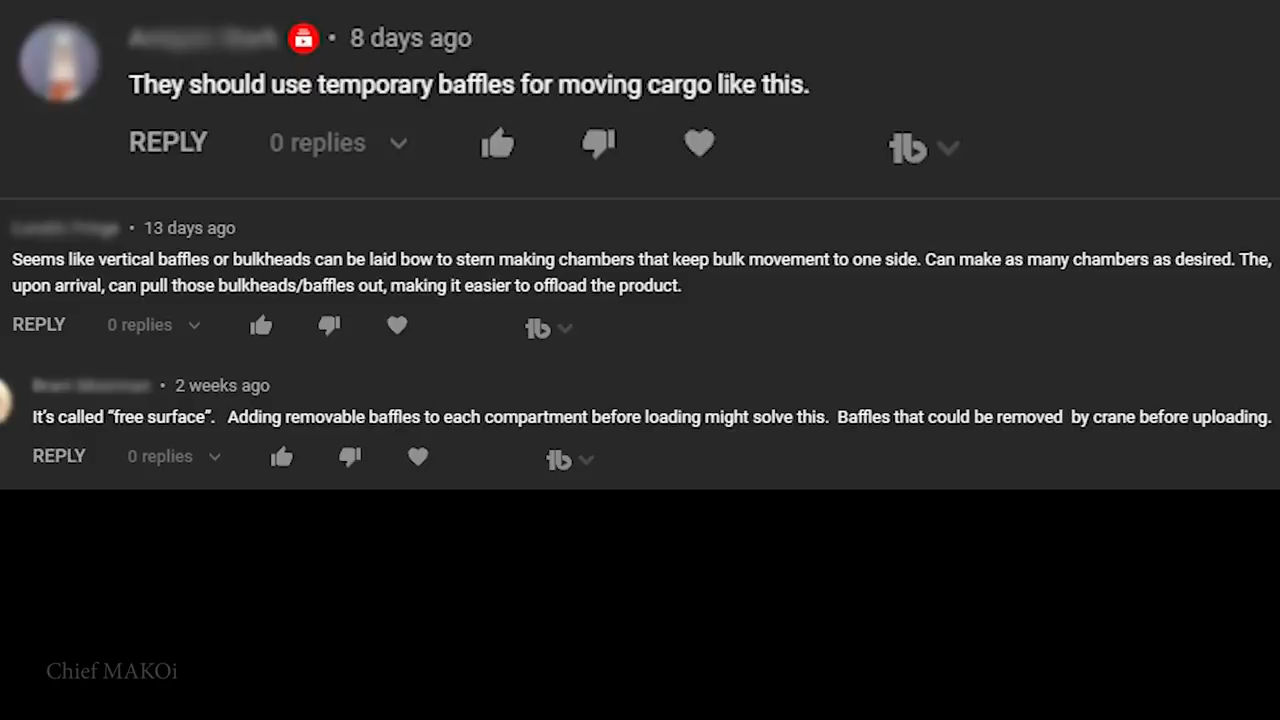 • 8 days ago
They should use temporary baffles for moving cargo like this.
REPLY 0 replies
• 13 days ago
Seems like vertical baffles or bulkheads can be laid bow to stern making chambers that keep bulk movement to one side. Can make as many chambers as desired. The,
upon arrival, can pull those bulkheads/baffles out, making it easier to offload the product.
REPLY 0 replies
• 2 weeks ago
It's called “free surface”. Adding removable baffles to each compartment before loading might solve this. Baffles that could be removed by crane before uploading.
REPLY 0 replies
Chief MAKOi